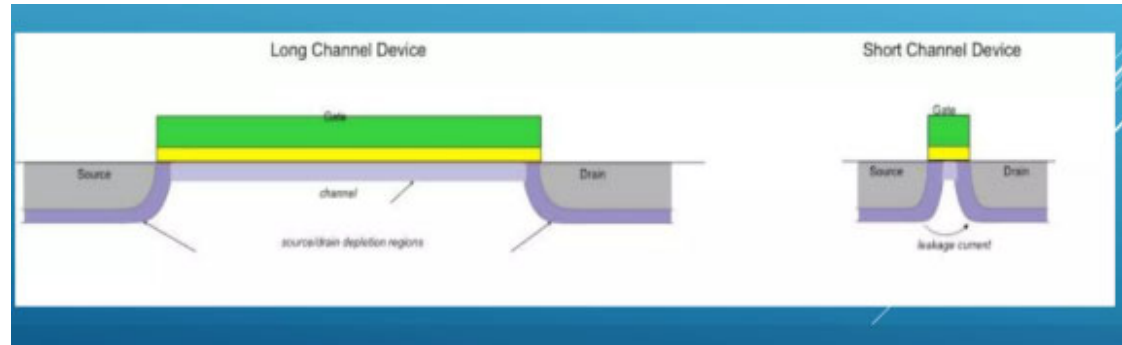 Long Channel Device
Gate
Source
Drain
channel
source/drain depletion regions
Short Channel Device
Gate
Source
Drain
leakage current